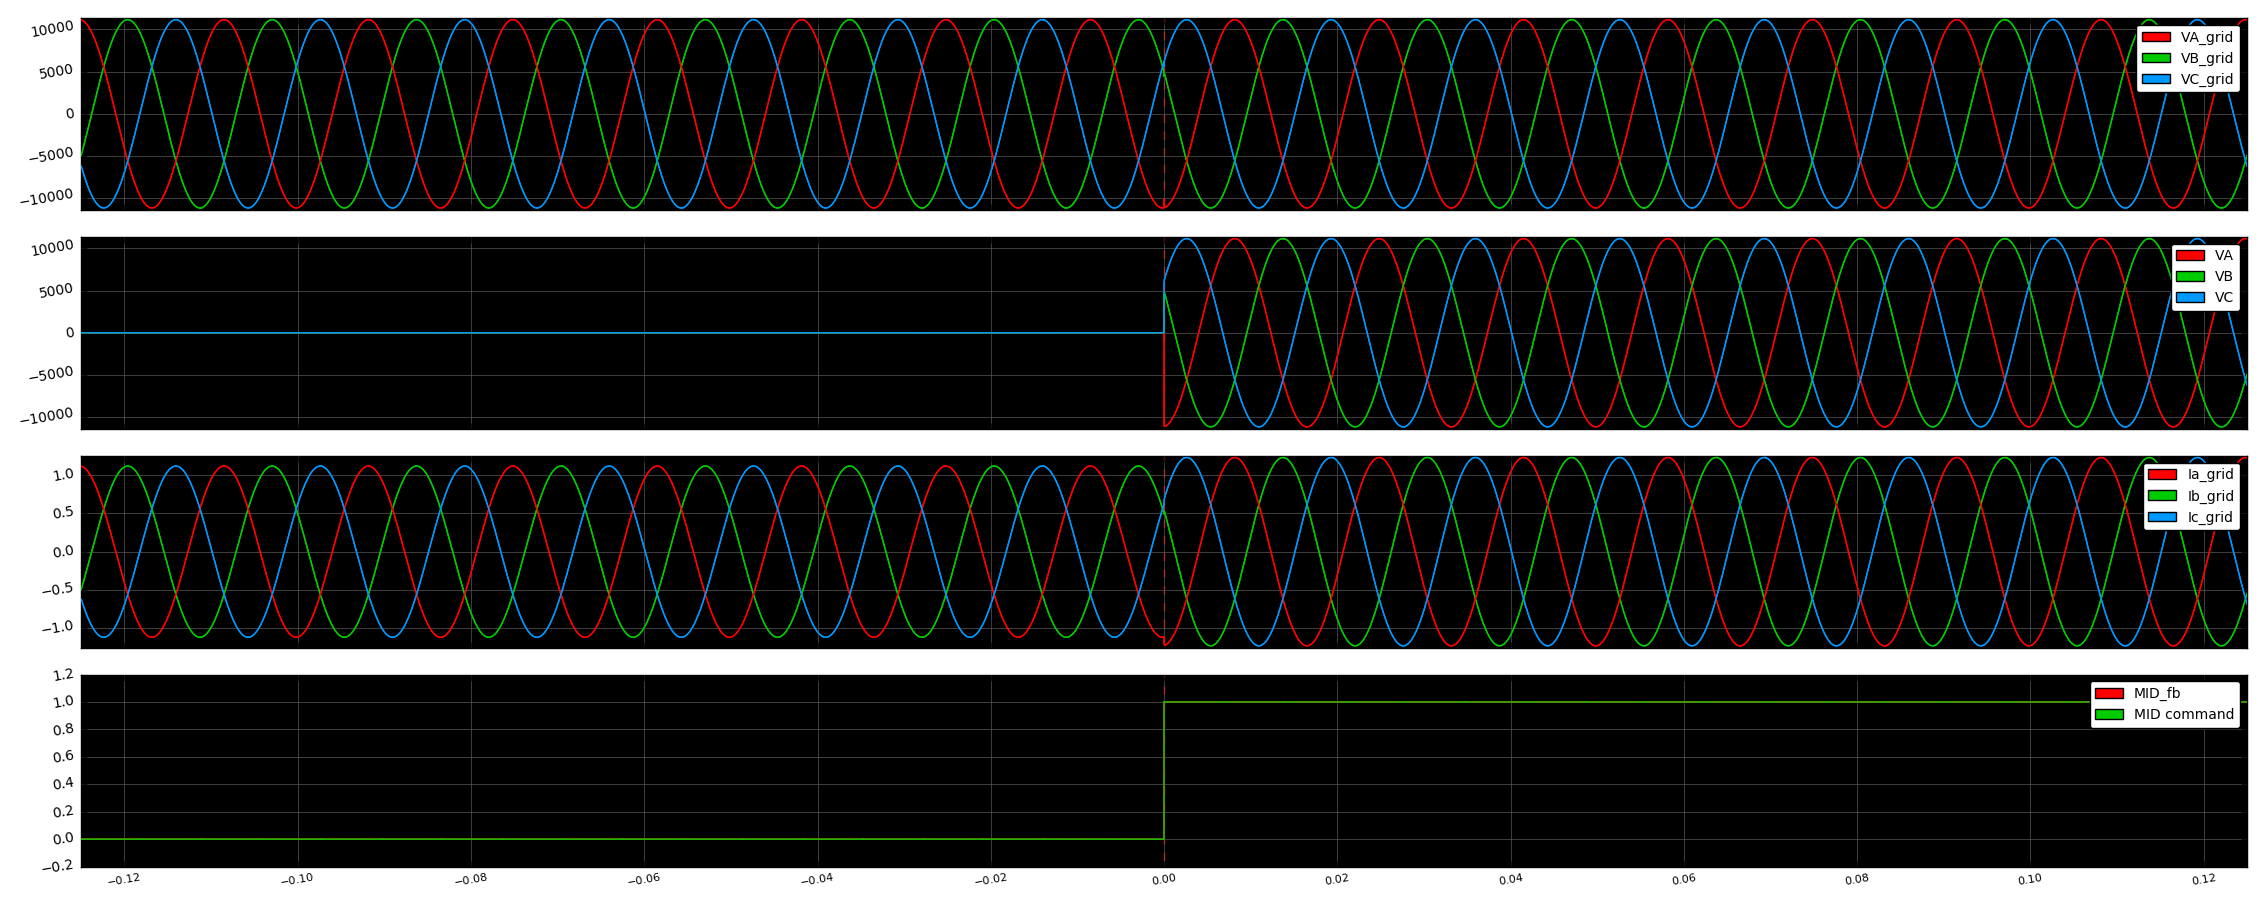 10000
5000
0
−5000
−10000
VA_grid
VB_grid
VC_grid
10000
5000
0
−5000
−10000
VA
VB
VC
1.0
0.5
0.0
−0.5
−1.0
Ia_grid
Ib_grid
Ic_grid
1.2
1.0
0.8
0.6
0.4
0.2
0.0
−0.2
MID_fb
MID command
−0.12 −0.10 −0.08 −0.06 −0.04 −0.02 0.00 0.02 0.04 0.06 0.08 0.10 0.12